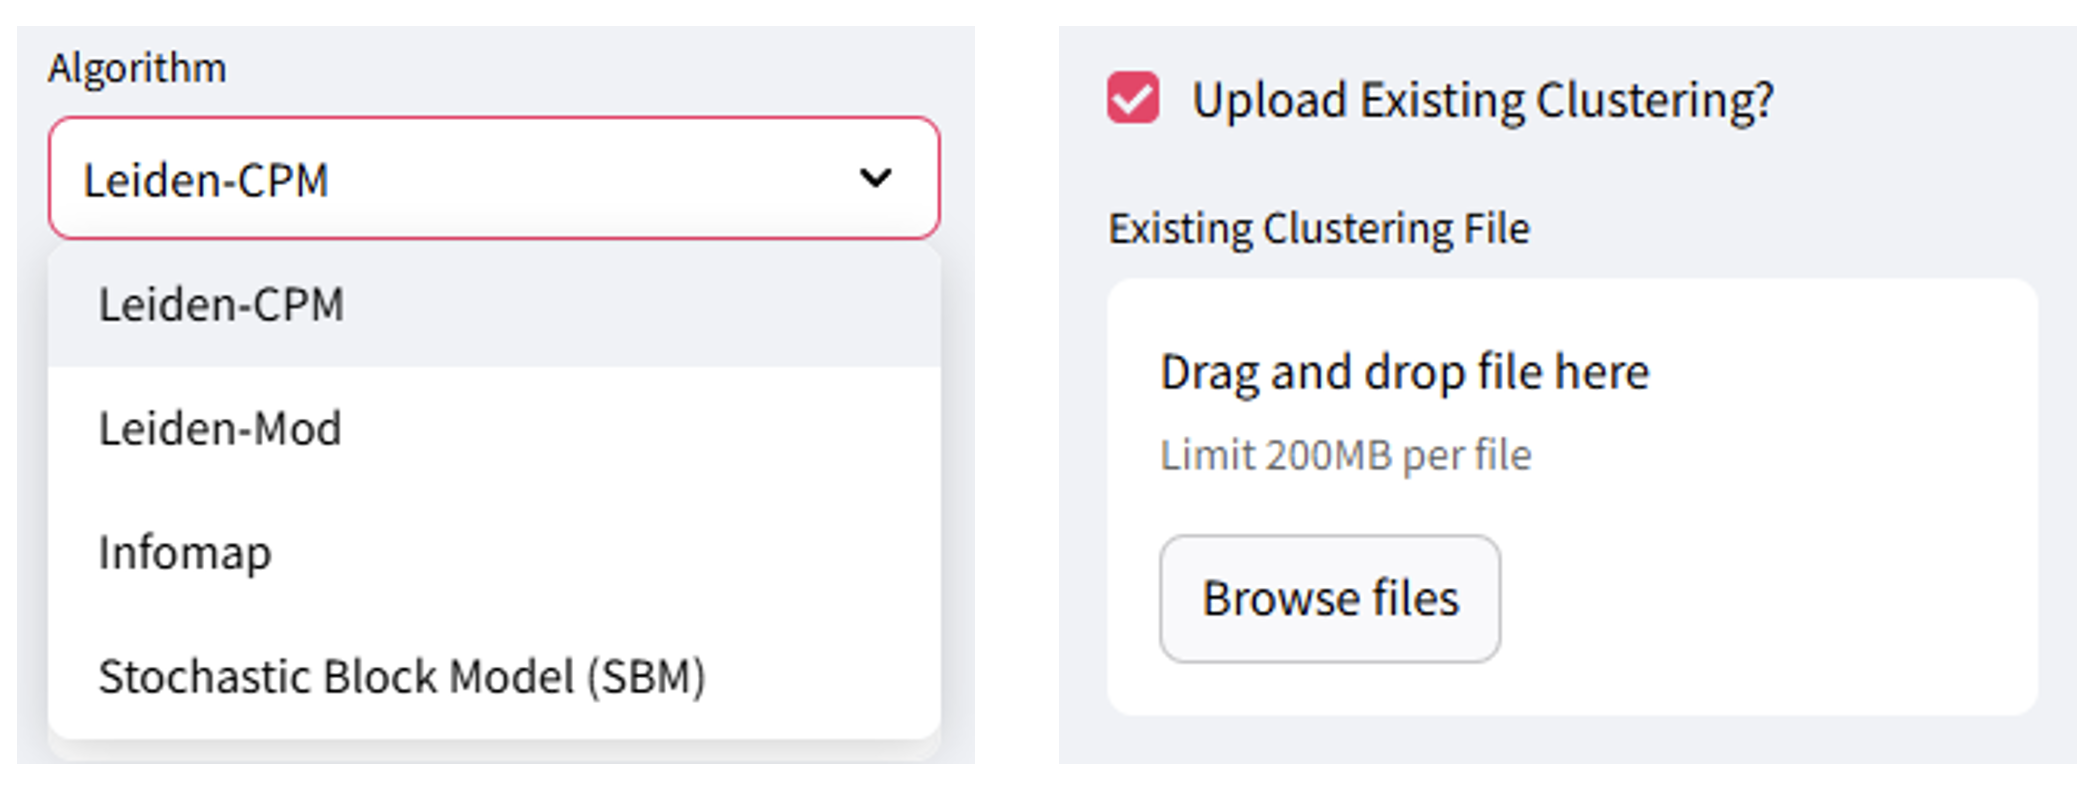 Algorithm
Leiden-CPM
Leiden-CPM
Leiden-Mod
Infomap
Stochastic Block Model (SBM)
Upload Existing Clustering?
Existing Clustering File
Drag and drop file here
Limit 200MB per file
Browse files